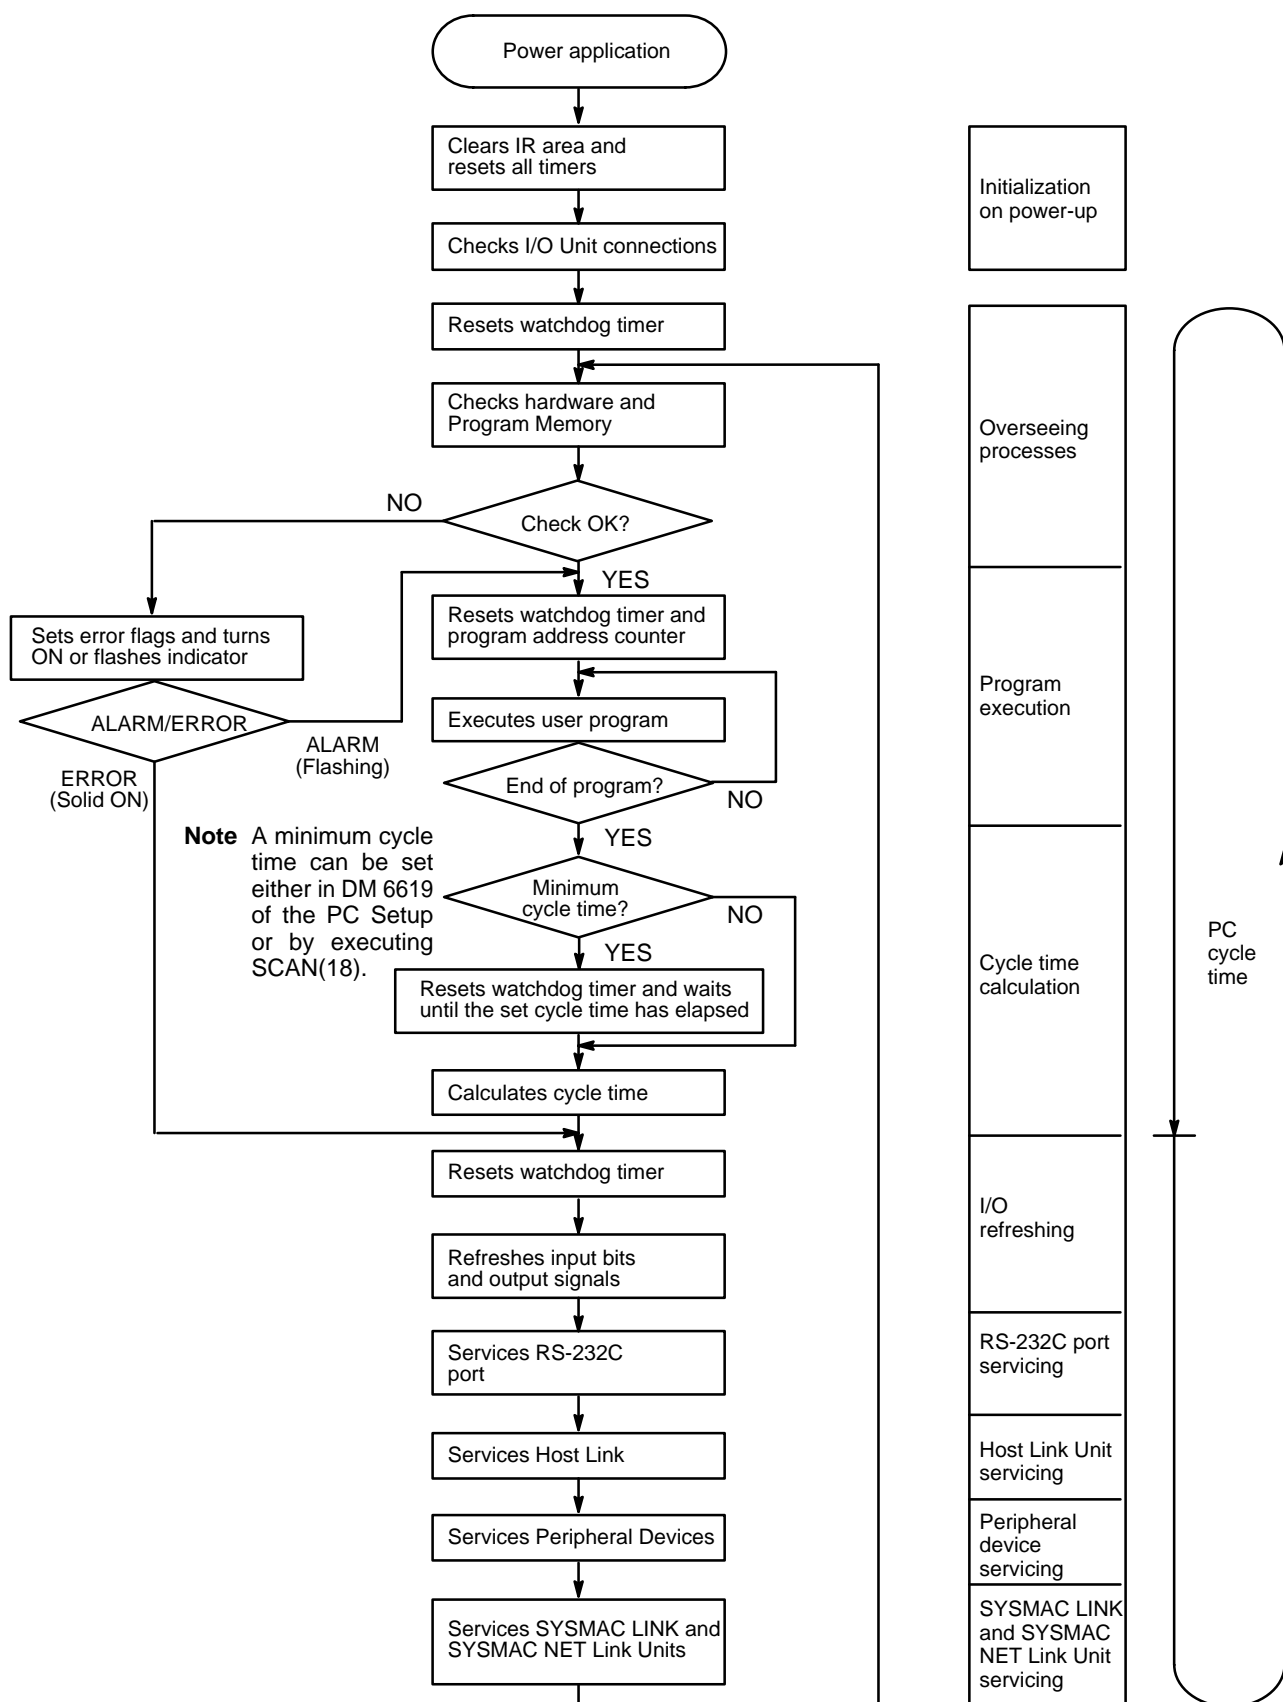 Power application
Clears IR area and
resets all timers
Initialization
on power-up
Checks I/O Unit connections
Resets watchdog timer
Checks hardware and
Program Memory
Overseeing
processes
NO
Check OK?
YES
Sets error flags and turns
ON or flashes indicator
Resets watchdog timer and
program address counter
Program
execution
ALARM/ERROR
Executes user program
ALARM
(Flashing)
ERROR
(Solid ON)
End of program?
NO
YES
Note A minimum cycle
time can be set
either in DM 6619
of the PC Setup
or by executing
SCAN(18).
Minimum
cycle time?
NO
YES
PC
cycle
time
Cycle time
calculation
Resets watchdog timer and waits
until the set cycle time has elapsed
Calculates cycle time
Resets watchdog timer
I/O
refreshing
Refreshes input bits
and output signals
Services RS-232C
port
RS-232C port
servicing
Services Host Link
Host Link Unit
servicing
Services Peripheral Devices
Peripheral
device
servicing
Services SYSMAC LINK and
SYSMAC NET Link Units
SYSMAC LINK
and SYSMAC
NET Link Unit
servicing